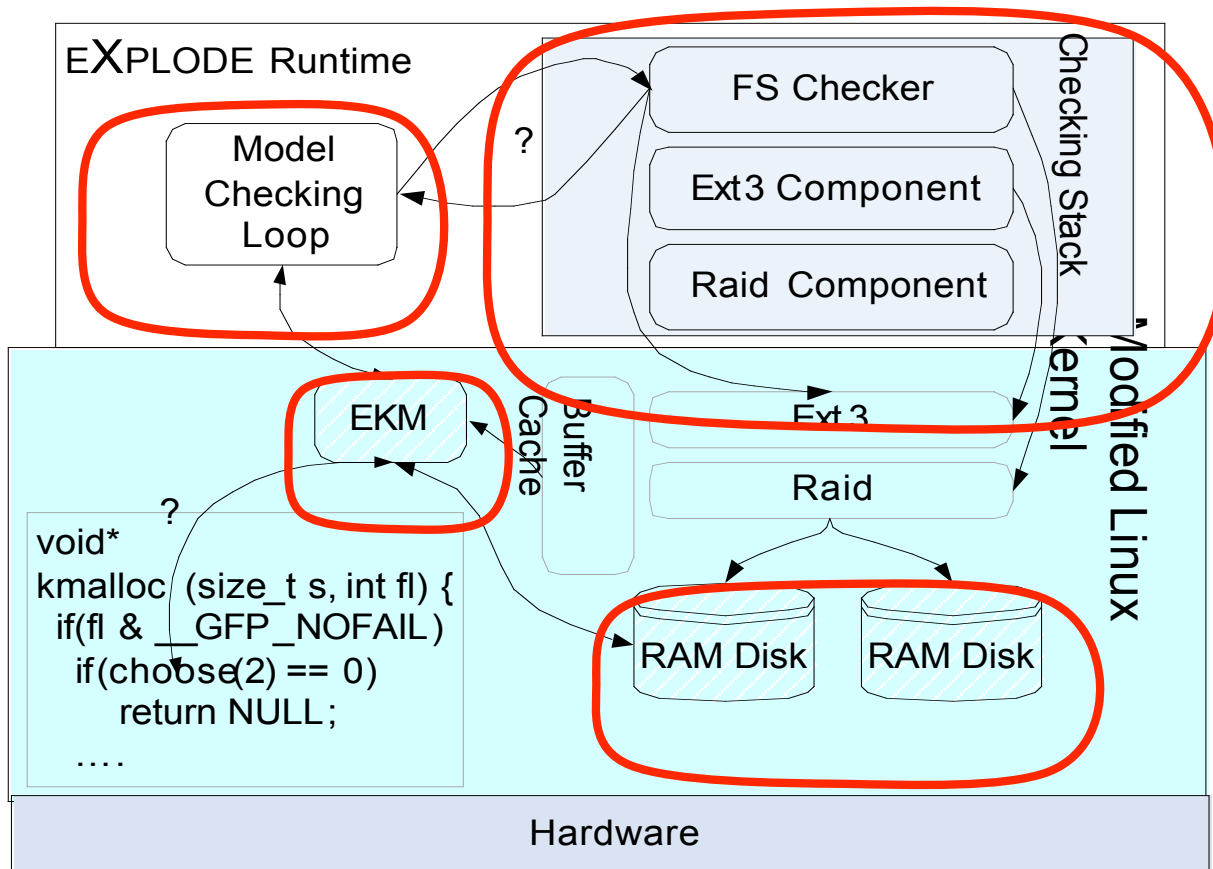 EXPLODE Runtime
Model
Checking
Loop
?
FS Checker
Ext3 Component
Raid Component
Checking Stack
Modified Linux
Kernel
EKM
Buffer
Cache
Ext3
Raid
RAM Disk
RAM Disk
?
void*
kmalloc (size_t s, int fl) {
if(fl & __GFP_NOFAIL)
if(choose(2) == 0)
return NULL;
....
Hardware